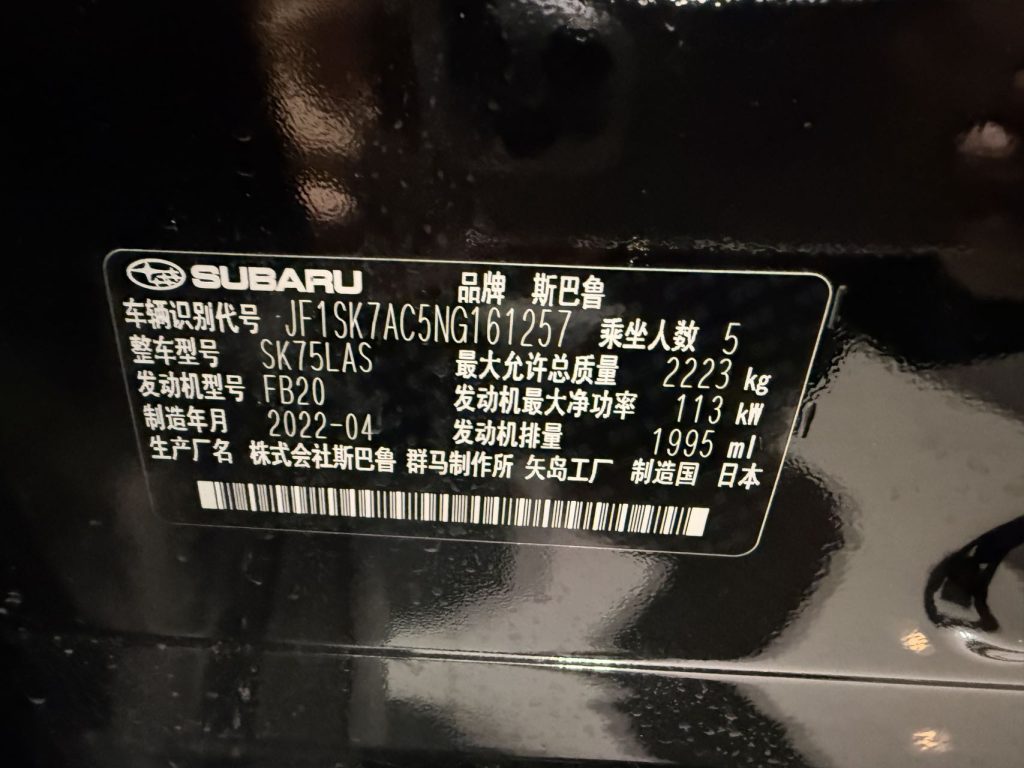 SUBARU 品牌 斯巴鲁
车辆识别代号 JF1SK7AC5NG161257 乘坐人数 5
整车型号 SK75LAS 最大允许总质量 2223 kg
发动机型号 FB20 发动机最大净功率 113 kW
制造年月 2022-04 发动机排量 1995 ml
生产厂名 株式会社斯巴鲁 群马制作所 矢岛工厂 制造国 日本